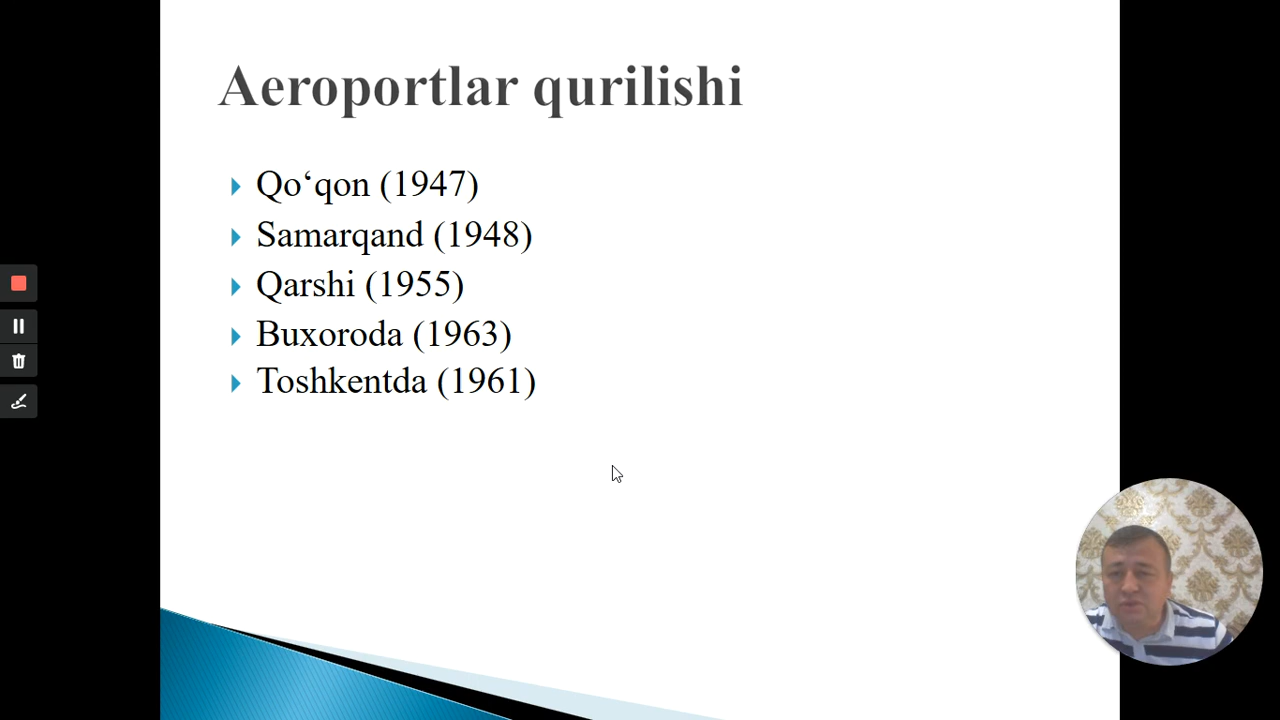 Aeroportlar qurilishi
Qo‘qon (1947)
Samarqand (1948)
Qarshi (1955)
Buxoroda (1963)
Toshkentda (1961)